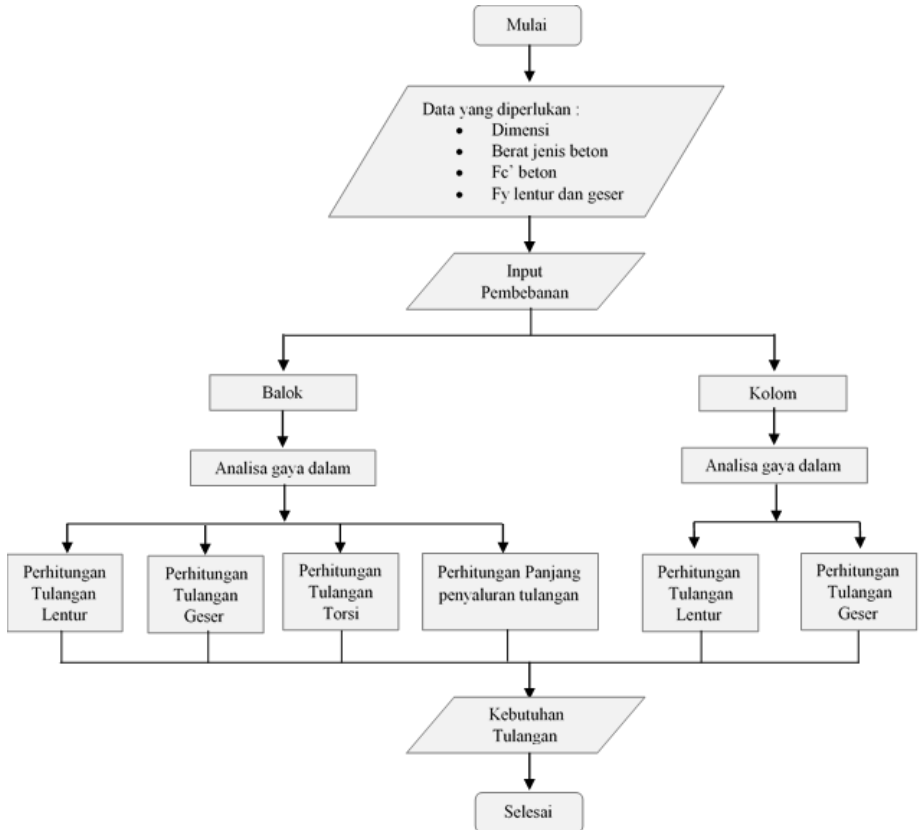 Mulai
Data yang diperlukan :
• Dimensi
• Berat jenis beton
• Fc` beton
• Fy lentur dan geser
Input
Pembebanan
Balok
Kolom
Analisa gaya dalam
Analisa gaya dalam
Perhitungan
Tulangan
Lentur
Perhitungan
Tulangan
Geser
Perhitungan
Tulangan
Torsi
Perhitungan Panjang
penyaluran tulangan
Perhitungan
Tulangan
Lentur
Perhitungan
Tulangan
Geser
Kebutuhan
Tulangan
Selesai